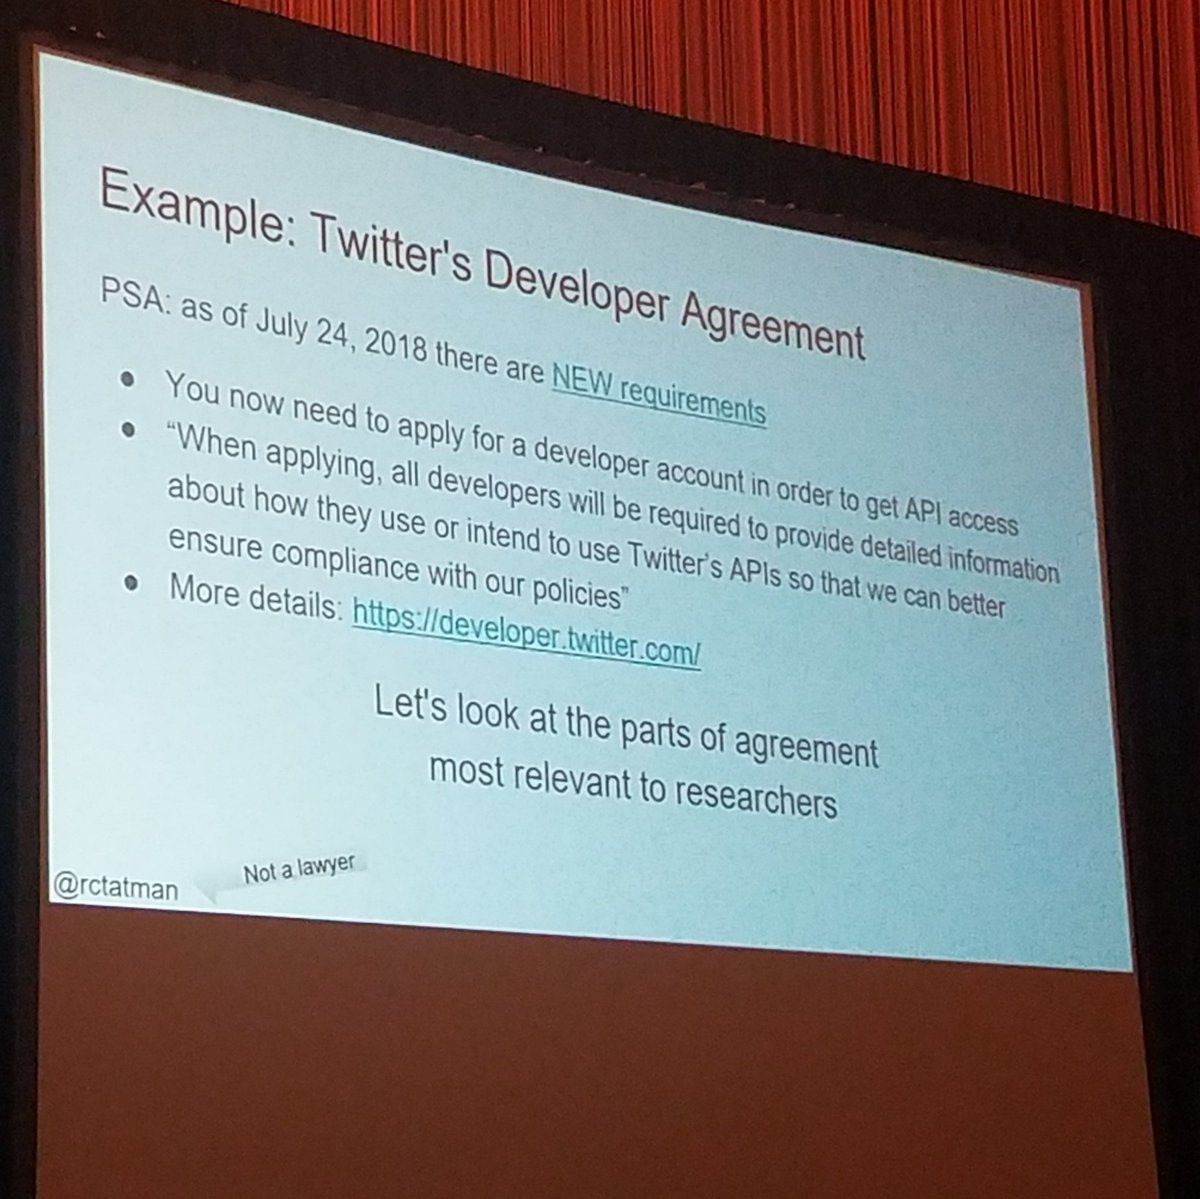 Example: Twitter's Developer Agreement
PSA: as of July 24, 2018 there are NEW requirements
● You now need to apply for a developer account in order to get API access
● “When applying, all developers will be required to provide detailed information
about how they use or intend to use Twitter’s APIs so that we can better
ensure compliance with our policies”
● More details: https://developer.twitter.com/
Let's look at the parts of agreement
most relevant to researchers
Not a lawyer
@rctatman